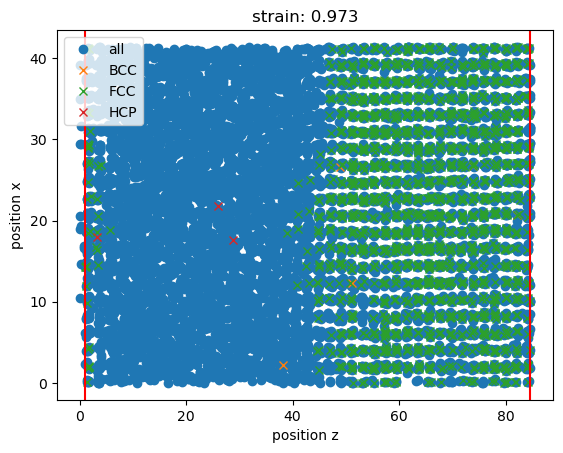 strain: 0.973
all
BCC
FCC
HCP
position x
40
30
20
10
0
0 20 40 60 80
position z